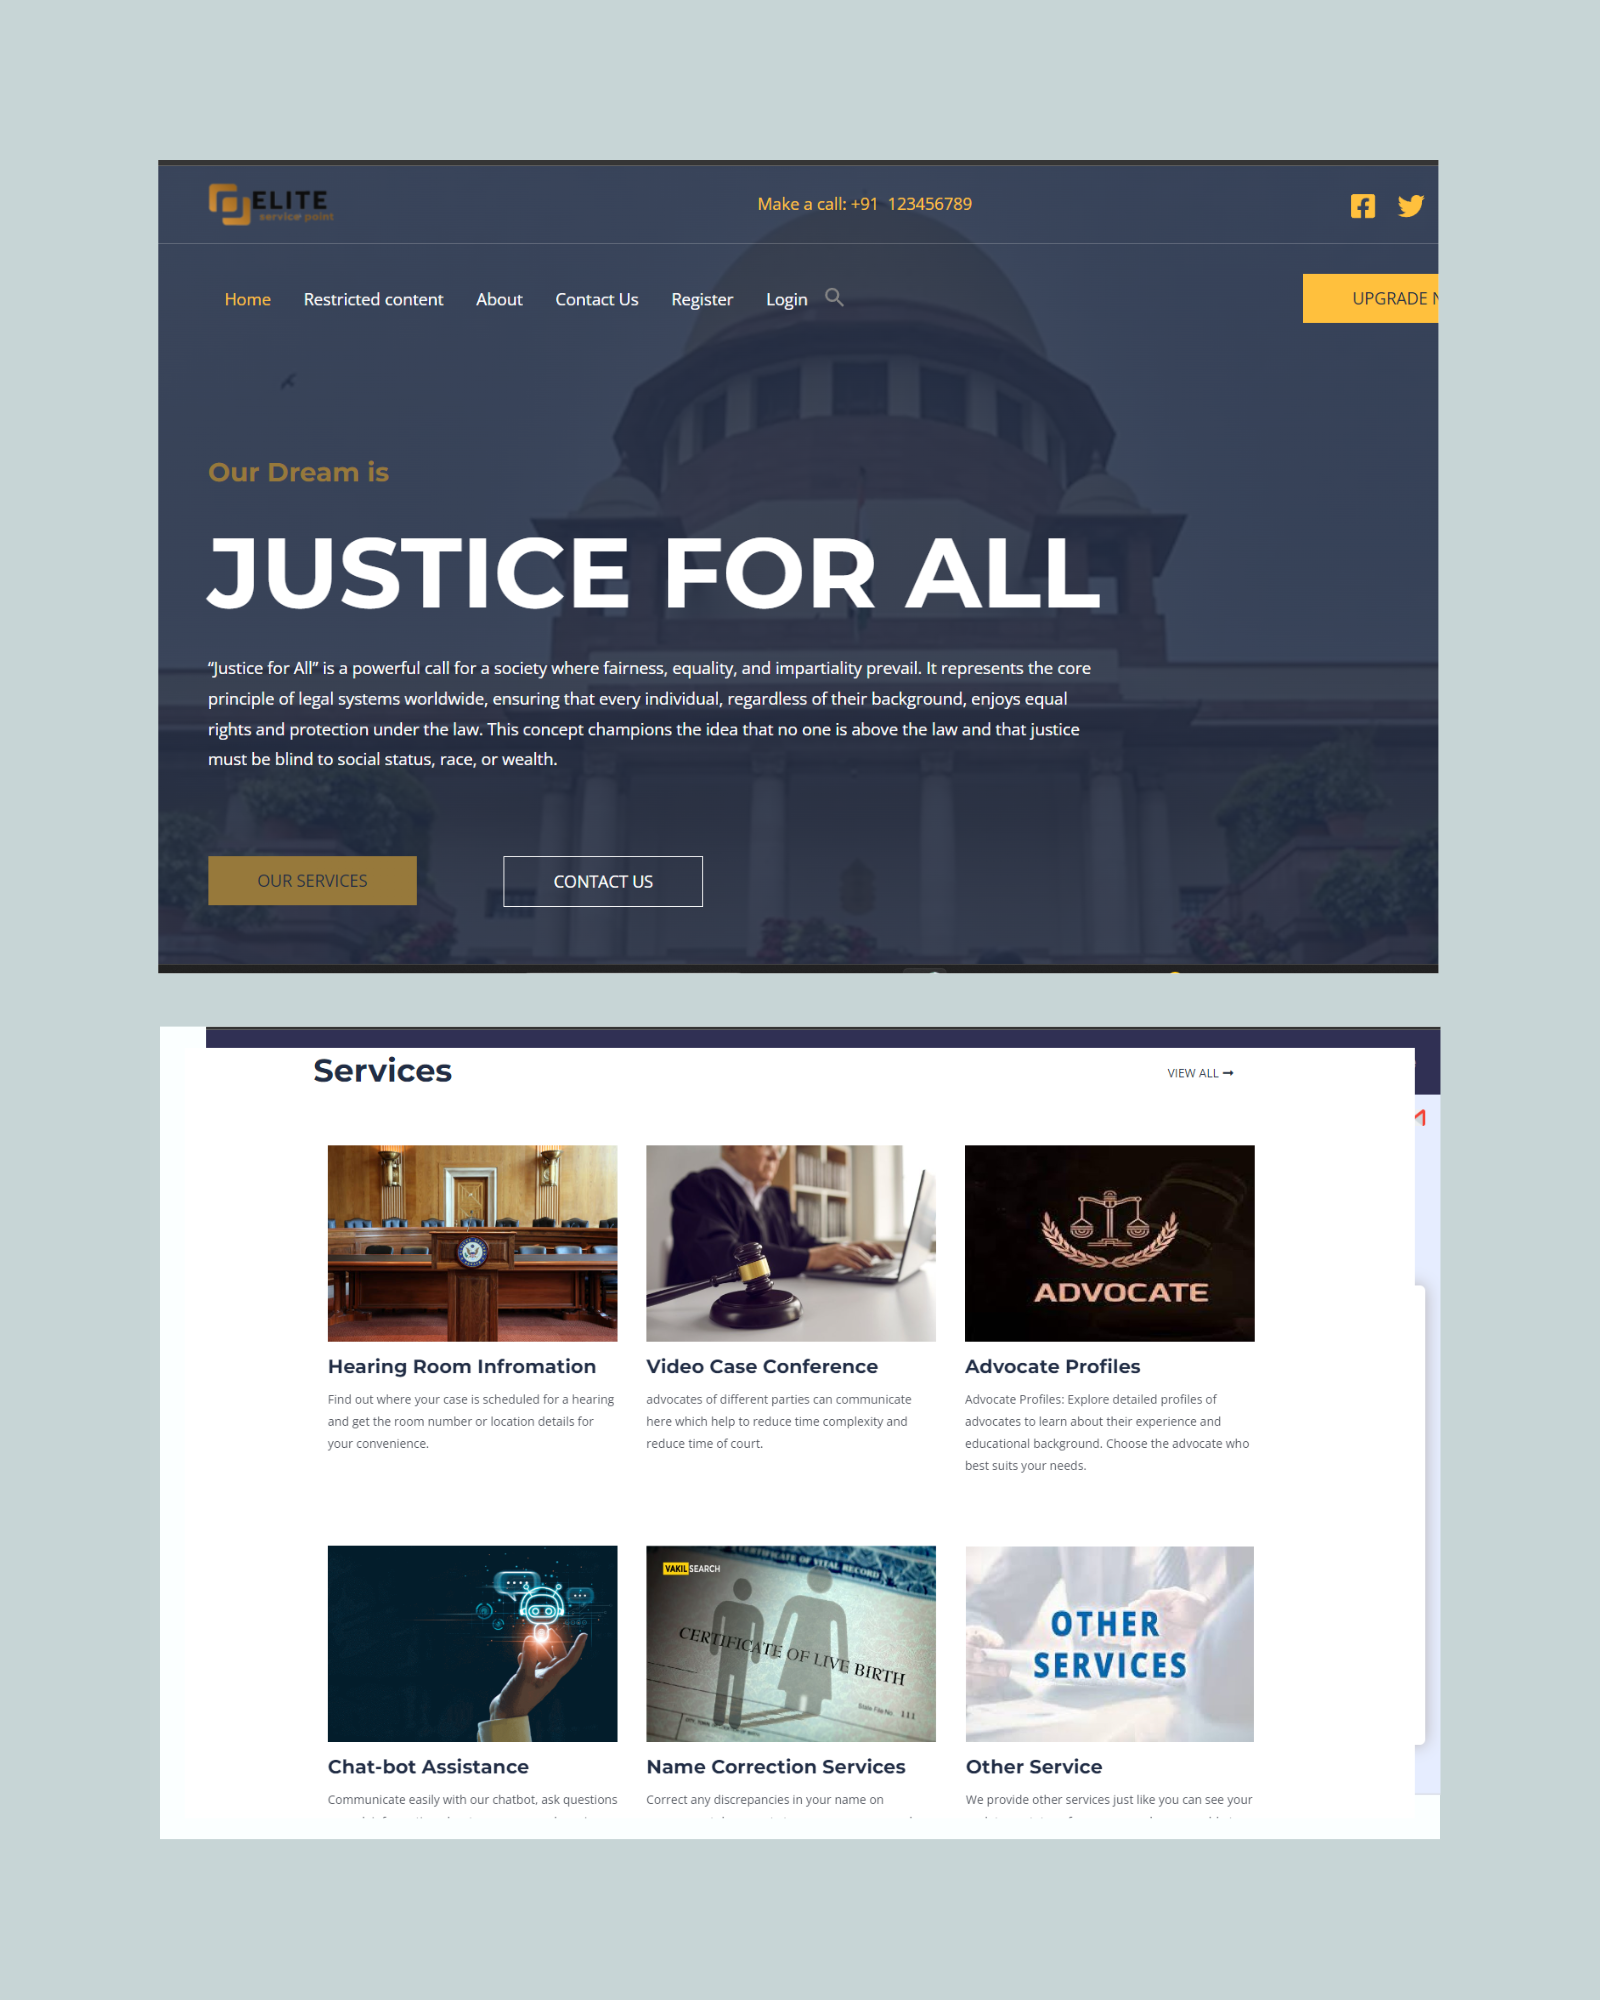 ELITE
service point
Make a call: +91 123456789
Home Restricted content About Contact Us Register Login
UPGRADE
Our Dream is
JUSTICE FOR ALL
“Justice for All” is a powerful call for a society where fairness, equality, and impartiality prevail. It represents the core
principle of legal systems worldwide, ensuring that every individual, regardless of their background, enjoys equal
rights and protection under the law. This concept champions the idea that no one is above the law and that justice
must be blind to social status, race, or wealth.
OUR SERVICES
CONTACT US
Services
VIEW ALL
ADVOCATE
Hearing Room Infromation
Find out where your case is scheduled for a hearing
and get the room number or location details for
your convenience.
Video Case Conference
advocates of different parties can communicate
here which help to reduce time complexity and
reduce time of court.
Advocate Profiles
Advocate Profiles: Explore detailed profiles of
advocates to learn about their experience and
educational background. Choose the advocate who
best suits your needs.
VAKILSEARCH
CERTIFICATE OF VITAL RECORD
CERTIFICATE OF LIVE BIRTH
State File No. 111
OTHER
SERVICES
Chat-bot Assistance
Communicate easily with our chatbot, ask questions
Name Correction Services
Correct any discrepancies in your name on
Other Service
We provide other services just like you can see your